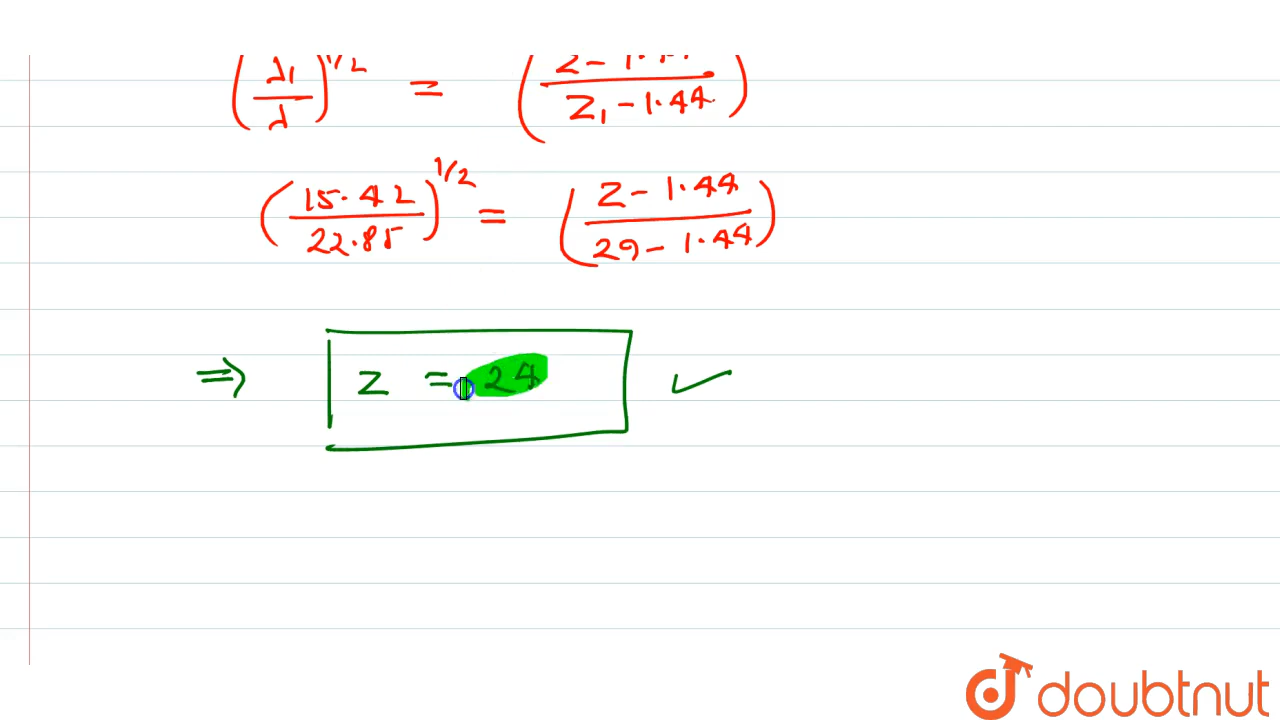 (λ₁/λ)^1/2 = (Z - 1.44/Z₁ - 1.44)
(15.42/22.85)^1/2 = (Z - 1.44/29 - 1.44)
⇒ Z = 24 ✓
doubtnut